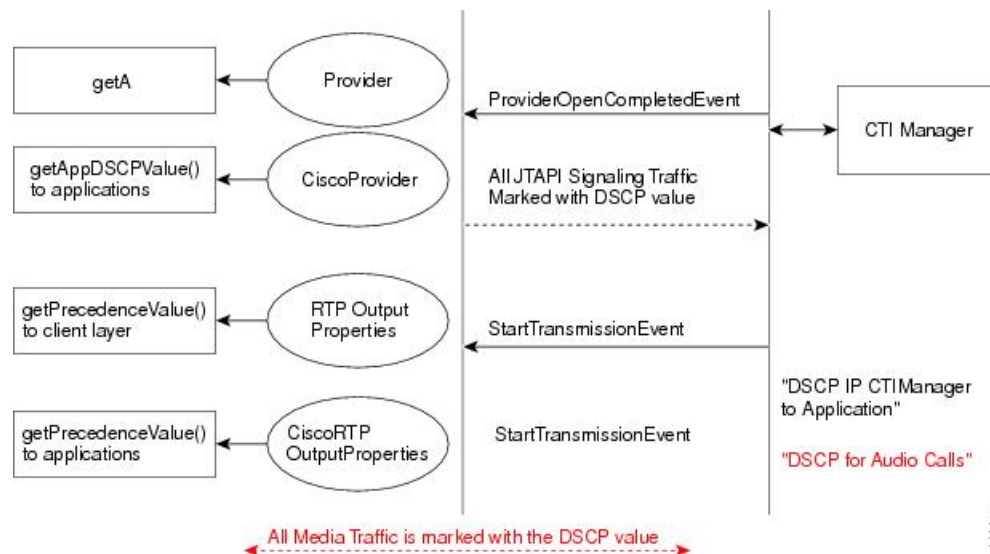 getA
Provider
ProviderOpenCompletedEvent
CTI Manager
getAppDSCPValue()
to applications
CiscoProvider
All JTAPI Signaling Traffic
Marked with DSCP value
getPrecedenceValue()
to client layer
RTP Output
Properties
StartTransmissionEvent
"DSCP IP CTIManager
to Application"
getPrecedenceValue()
to applications
CiscoRTP
OutputProperties
StartTransmissionEvent
"DSCP for Audio Calls"
All Media Traffic is marked with the DSCP value